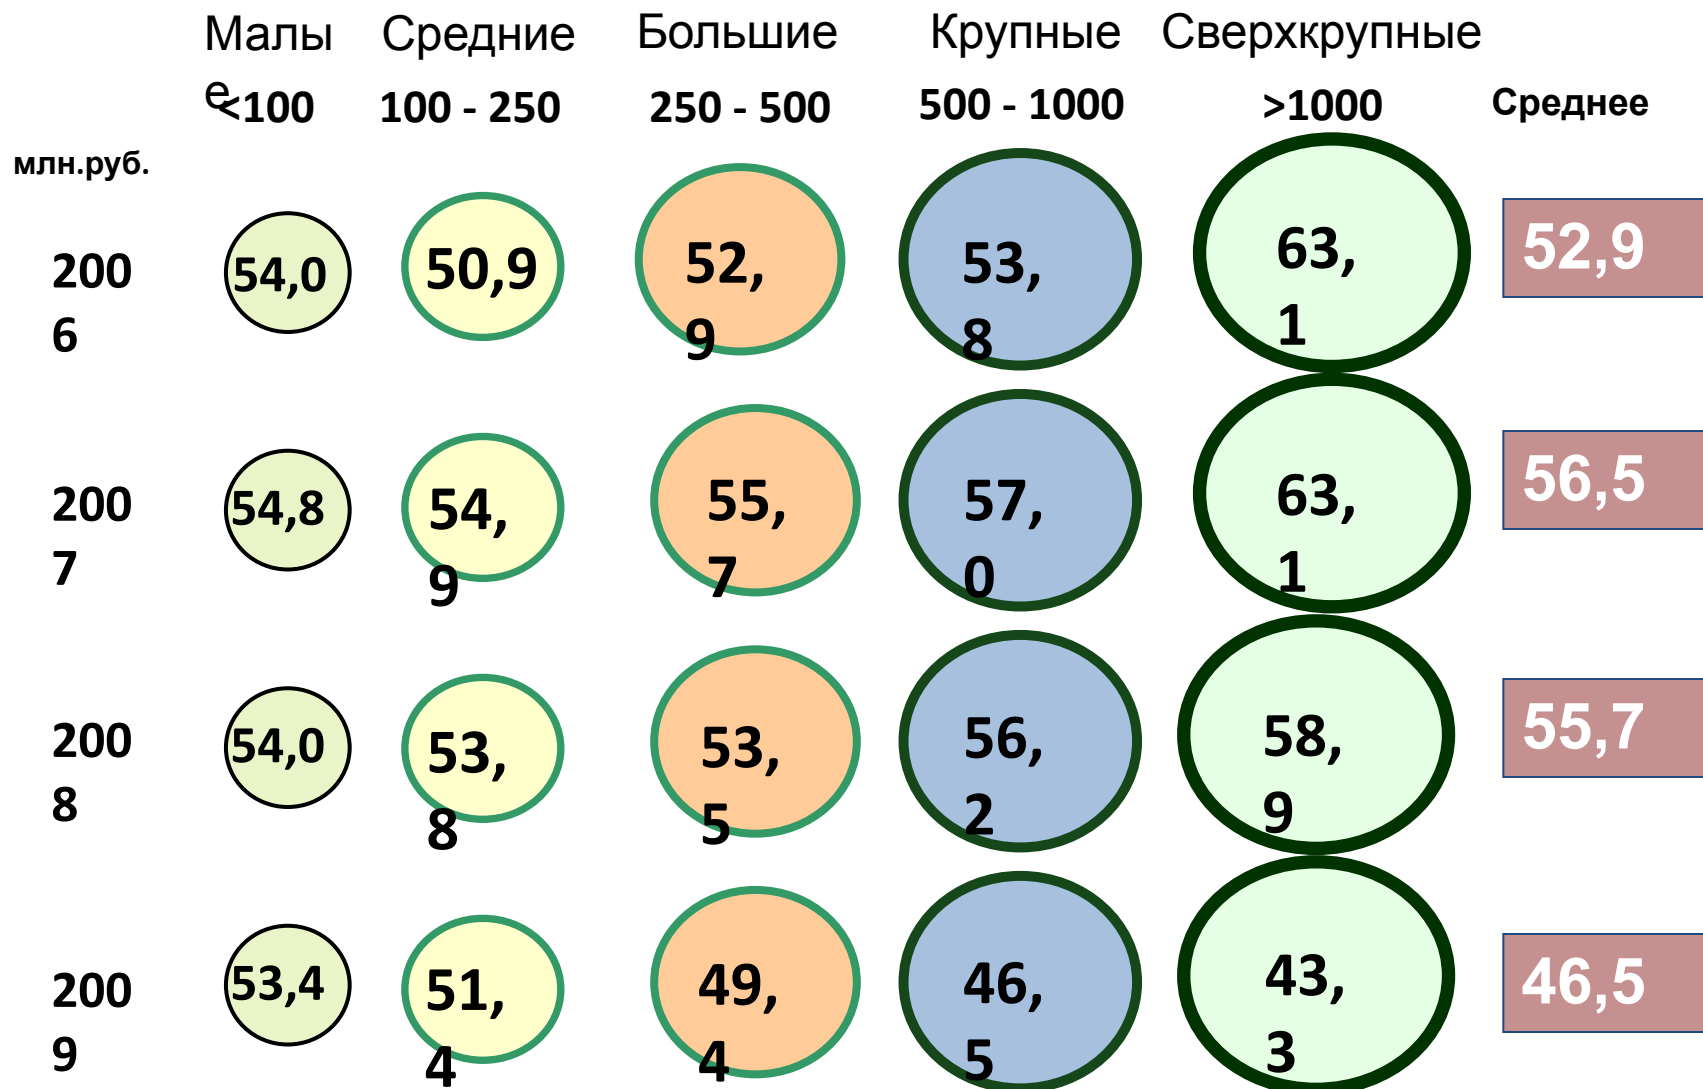 Малы Средние Большие Крупные Сверхкрупные
е
<100 100 - 250 250 - 500 500 - 1000 >1000 Среднее
млн.руб.
200 54,0 50,9 52, 53, 63, 52,9
6 9 8 1
200 54,8 54, 55, 57, 63, 56,5
7 9 7 0 1
200 54,0 53, 53, 56, 58, 55,7
8 8 5 2 9
200 53,4 51, 49, 46, 43, 46,5
9 4 4 5 3